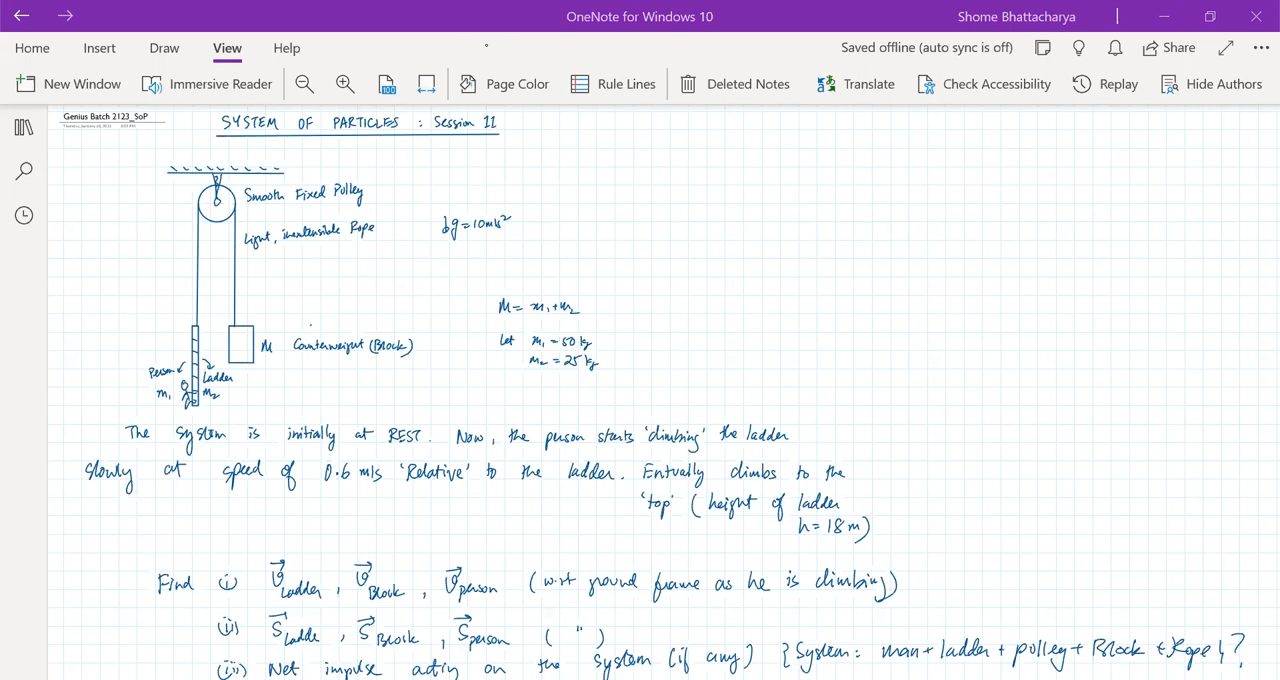 OneNote for Windows 10
Shome Bhattacharya
Home Insert Draw View Help
Saved offline (auto sync is off)
Share
New Window Immersive Reader Page Color Rule Lines Deleted Notes Translate Check Accessibility Replay Hide Authors
Genius Batch 2123_SoP
SYSTEM OF PARTICLES : Session 11
Smooth Fixed Pulley
Light, inextensible Rope
g = 10 m/s²
M = m₁+m₂
Let m₁ = 50 kg
m₂ = 25 kg
M Counterweight (Block)
Person
Ladder
m₁
m₂
The system is initially at REST. Now, the person starts 'climbing' the ladder
slowly at speed of 0.6 m/s 'Relative' to the ladder. Entually climbs to the
'top' (height of ladder
h = 18 m)
Find (i) v⃗ Ladder, v⃗ Block, v⃗ person (w.r.t ground frame as he is climbing)
(ii) S⃗ Ladde, S⃗ Block, S⃗ person ( " )
(iii) Net impulse actiy on the system (if any) {System: man + ladder + pulley + Block + Rope}?